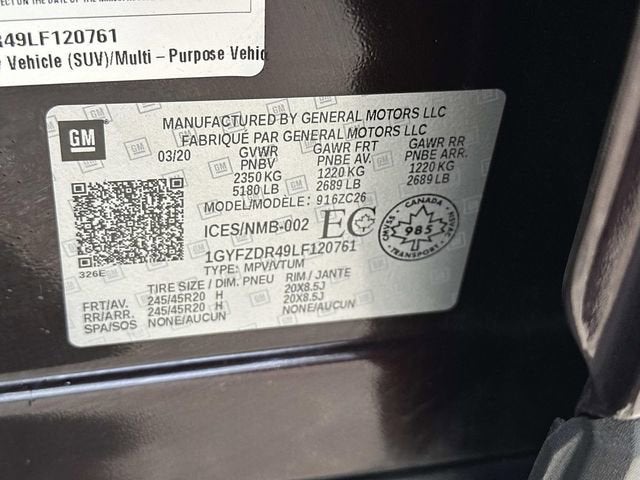 R49LF120761
Vehicle (SUV)/Multi – Purpose Vehic
GM
MANUFACTURED BY GENERAL MOTORS LLC
FABRIQUÉ PAR GENERAL MOTORS LLC
03/20 GVWR GAWR FRT GAWR RR
PNBV PNBE AV. PNBE ARR.
2350 KG 1220 KG 1220 KG
5180 LB 2689 LB 2689 LB
MODEL/MODÈLE: 916ZC26
ICES/NMB-002 EC
CANADA
985
TRANSPORT
1GYFZDR49LF120761
326E
TYPE: MPV/VTUM
TIRE SIZE / DIM. PNEU RIM / JANTE
FRT/AV. 245/45R20 H 20X8.5J
RR/ARR. 245/45R20 H 20X8.5J
SPA/SOS NONE/AUCUN NONE/AUCUN